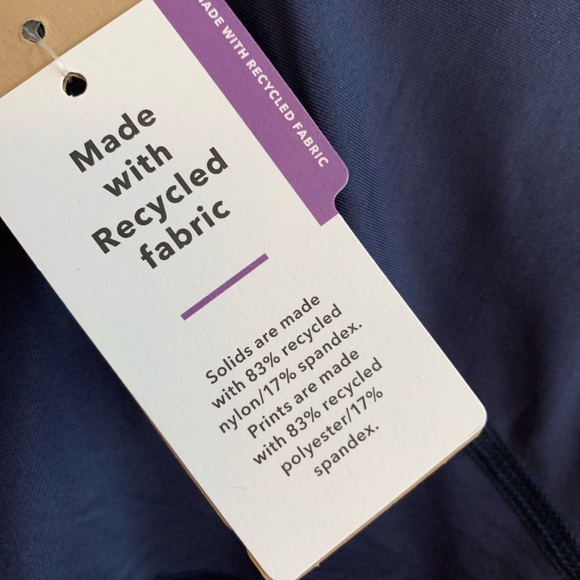 MADE WITH RECYCLED FABRIC
Made
with
Recycled
fabric
Solids are made
with 83% recycled
nylon/17% spandex.
Prints are made
with 83% recycled
polyester/17%
spandex.